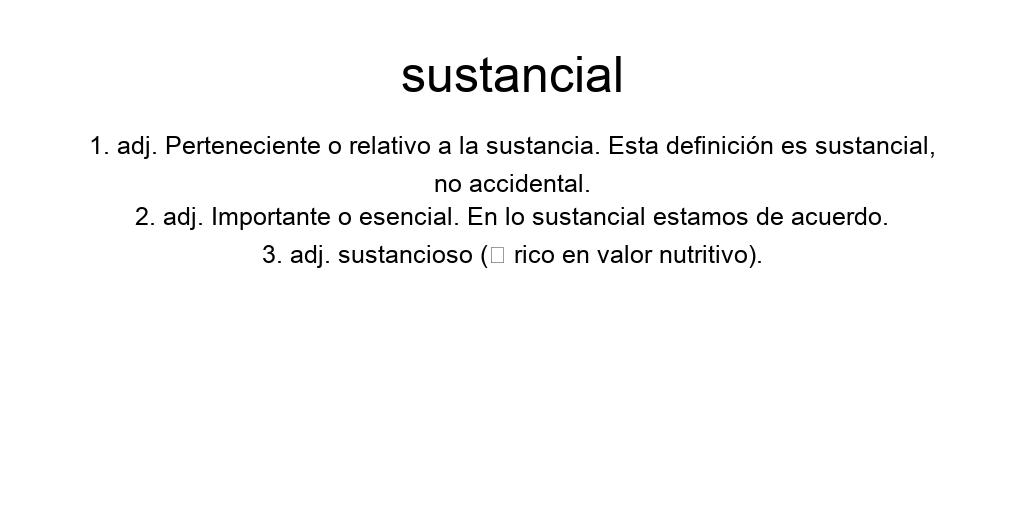 sustancial
1. adj. Perteneciente o relativo a la sustancia. Esta definición es sustancial,
no accidental.
2. adj. Importante o esencial. En lo sustancial estamos de acuerdo.
3. adj. sustancioso (□ rico en valor nutritivo).